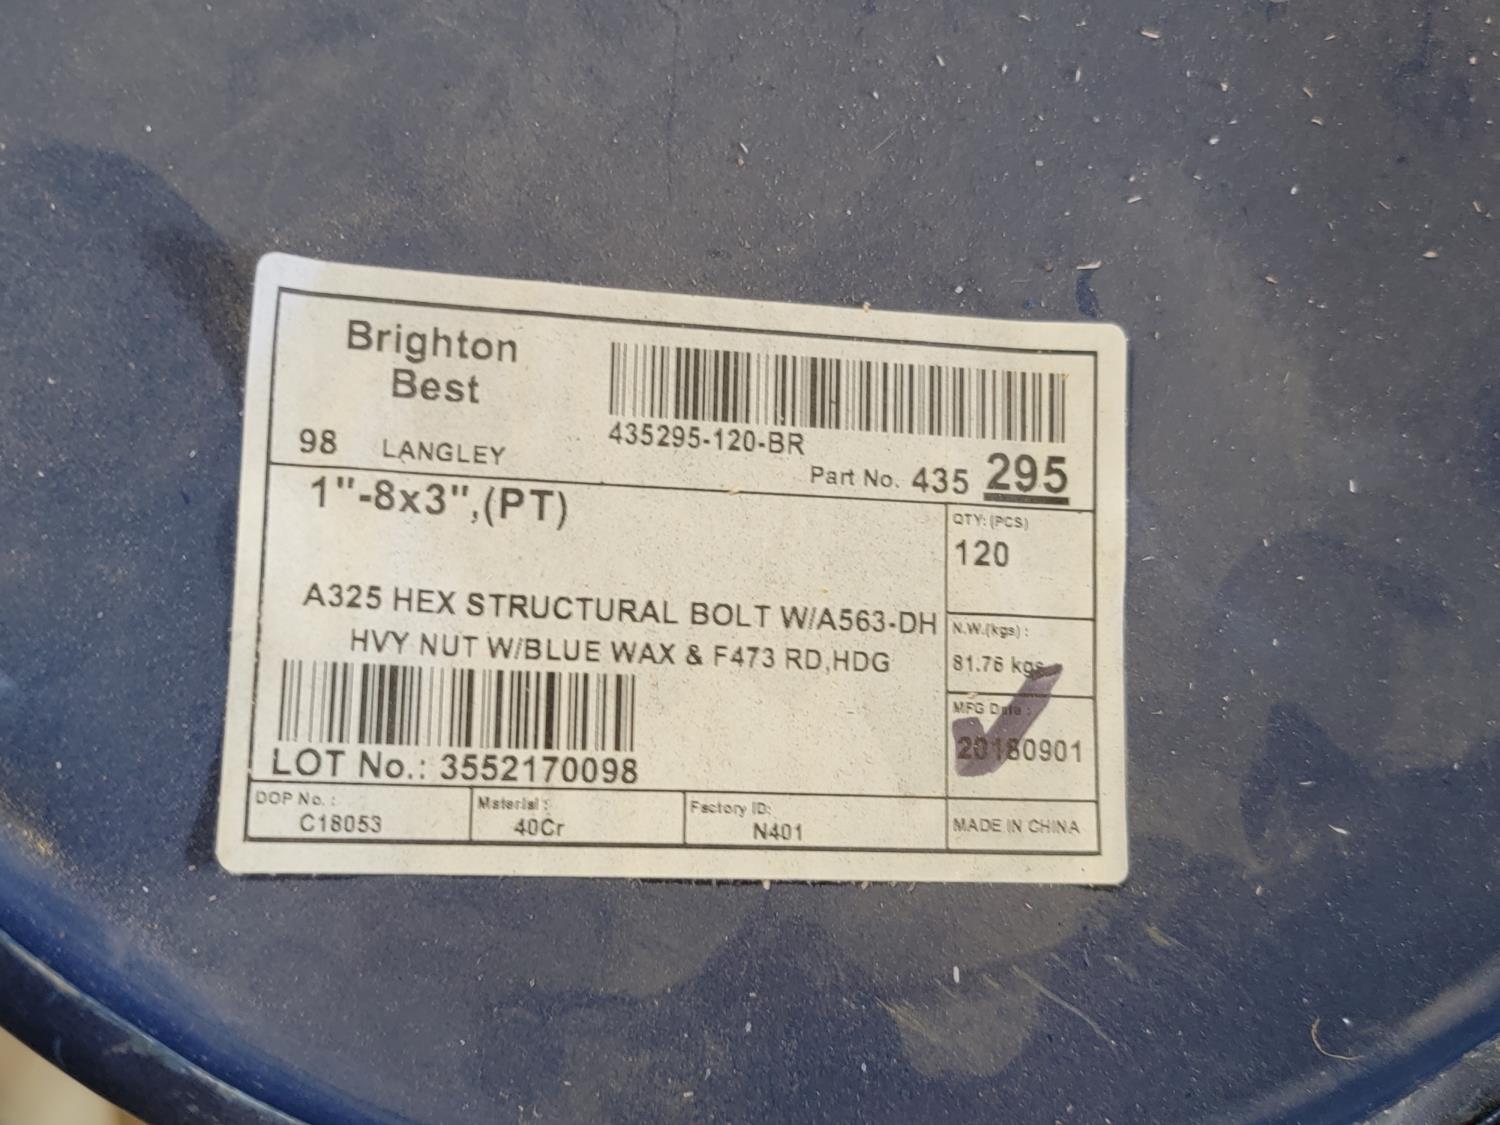 Brighton
Best
98 LANGLEY
435295-120-BR
Part No. 435 295
1"-8x3",(PT)
QTY: (PCS)
120
A325 HEX STRUCTURAL BOLT W/A563-DH
HVY NUT W/BLUE WAX & F473 RD,HDG
N.W.(kgs) :
81.76 kgs
MFG Date :
20180901
LOT No.: 3552170098
DOP No. :
C18053
Material :
40Cr
Factory ID:
N401
MADE IN CHINA